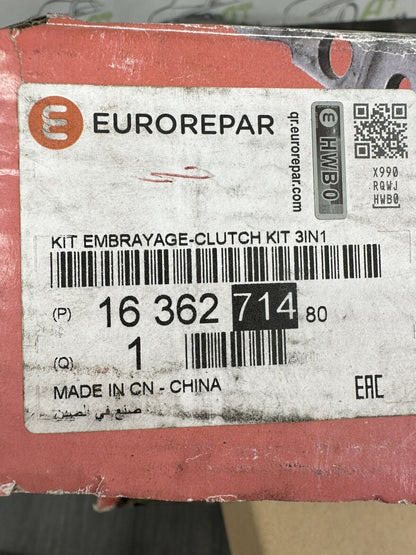 EUROREPAR
qr.eurorepar.com
HWB0
X990
RQWJ
HWB0
KIT EMBRAYAGE-CLUTCH KIT 3IN1
(P) 16 362 714 80
(Q) 1
MADE IN CN - CHINA
صنع في الصين
EAC